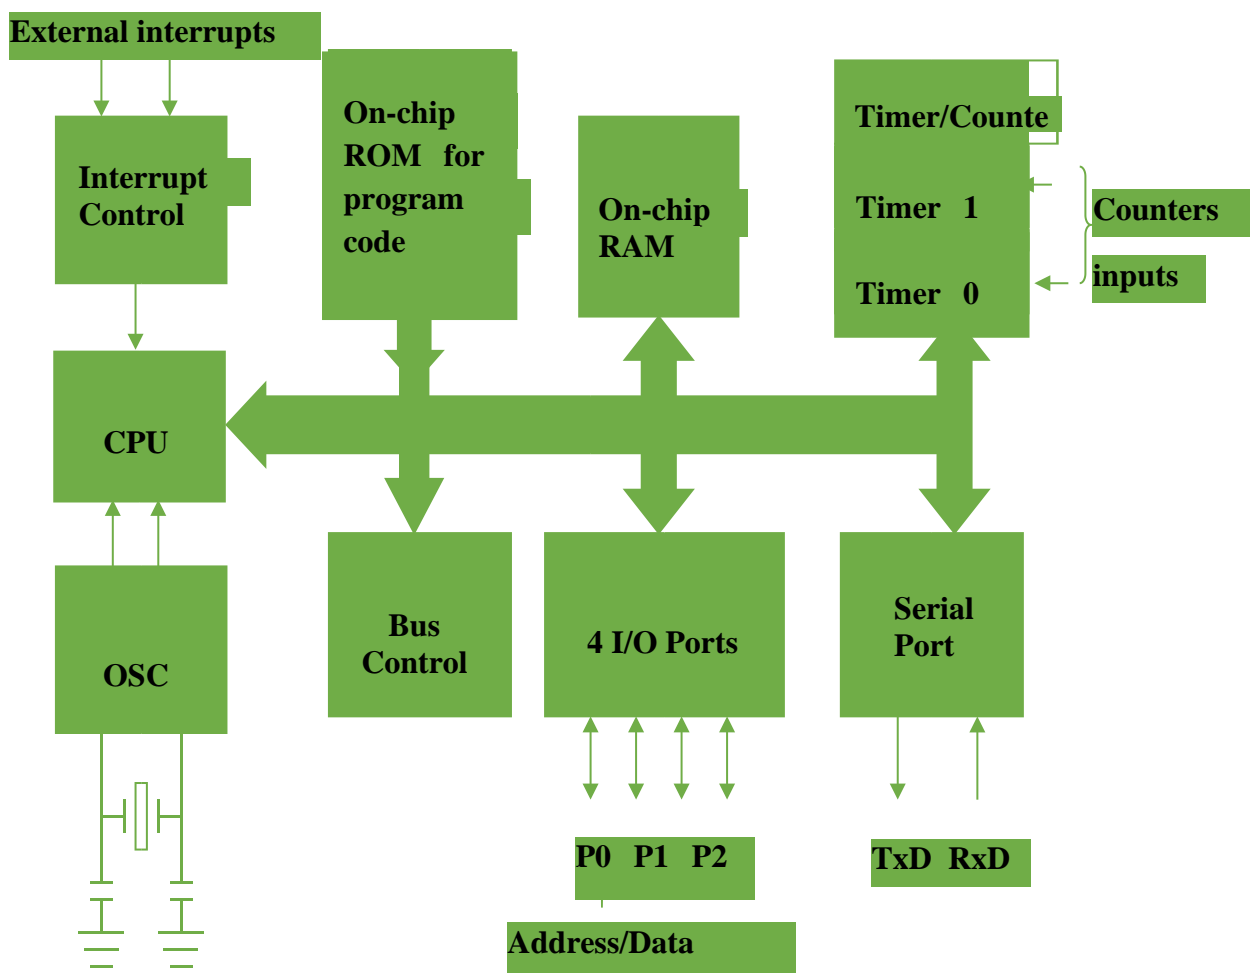 External interrupts
On-chip
ROM for
program
code
Interrupt
Control
On-chip
RAM
Timer/Counte
Timer 1
Timer 0
Counters
inputs
CPU
OSC
Bus
Control
4 I/O Ports
Serial
Port
P0 P1 P2
TxD RxD
Address/Data